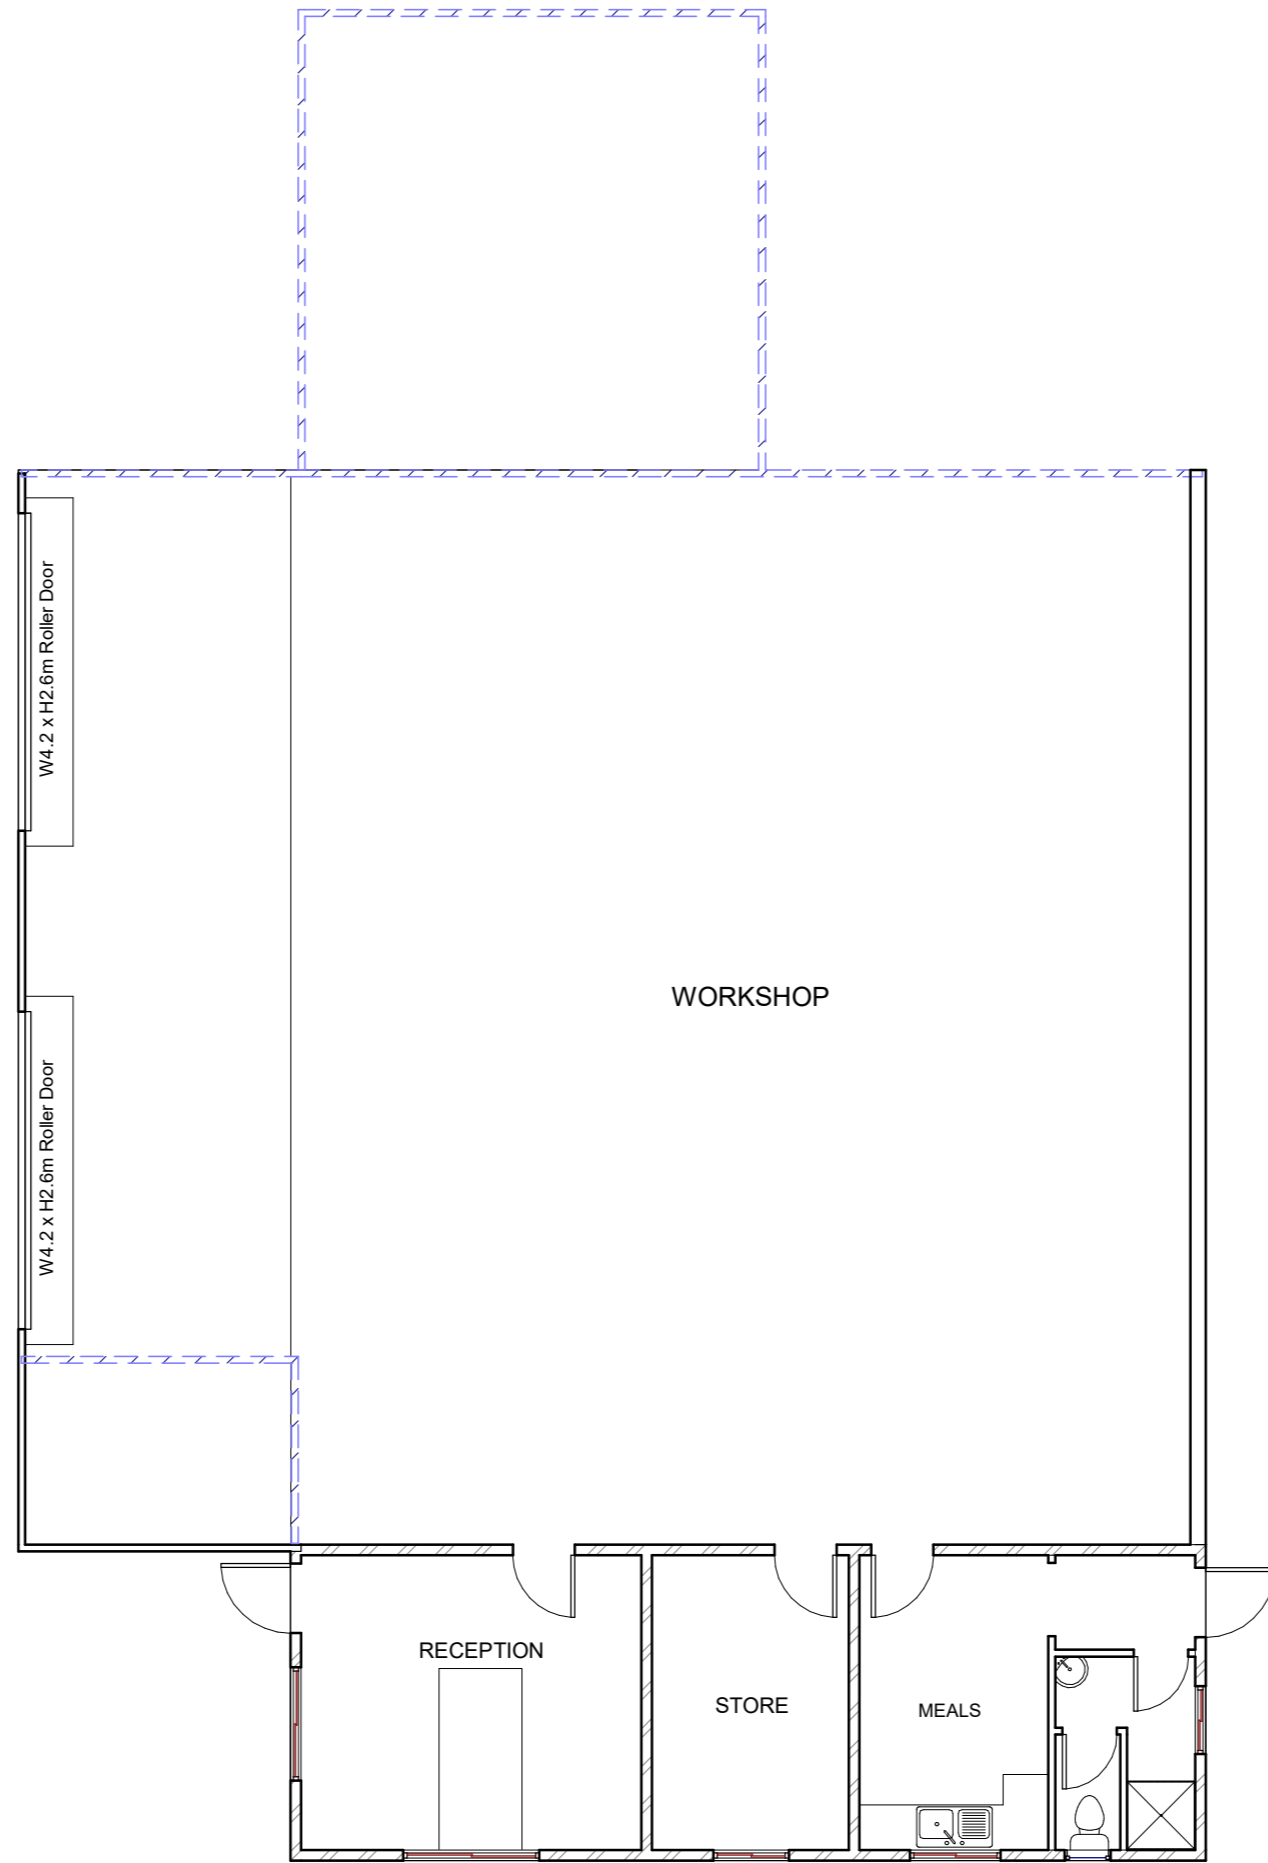 W4.2 x H2.6m Roller Door
WORKSHOP
W4.2 x H2.6m Roller Door
RECEPTION
STORE
MEALS